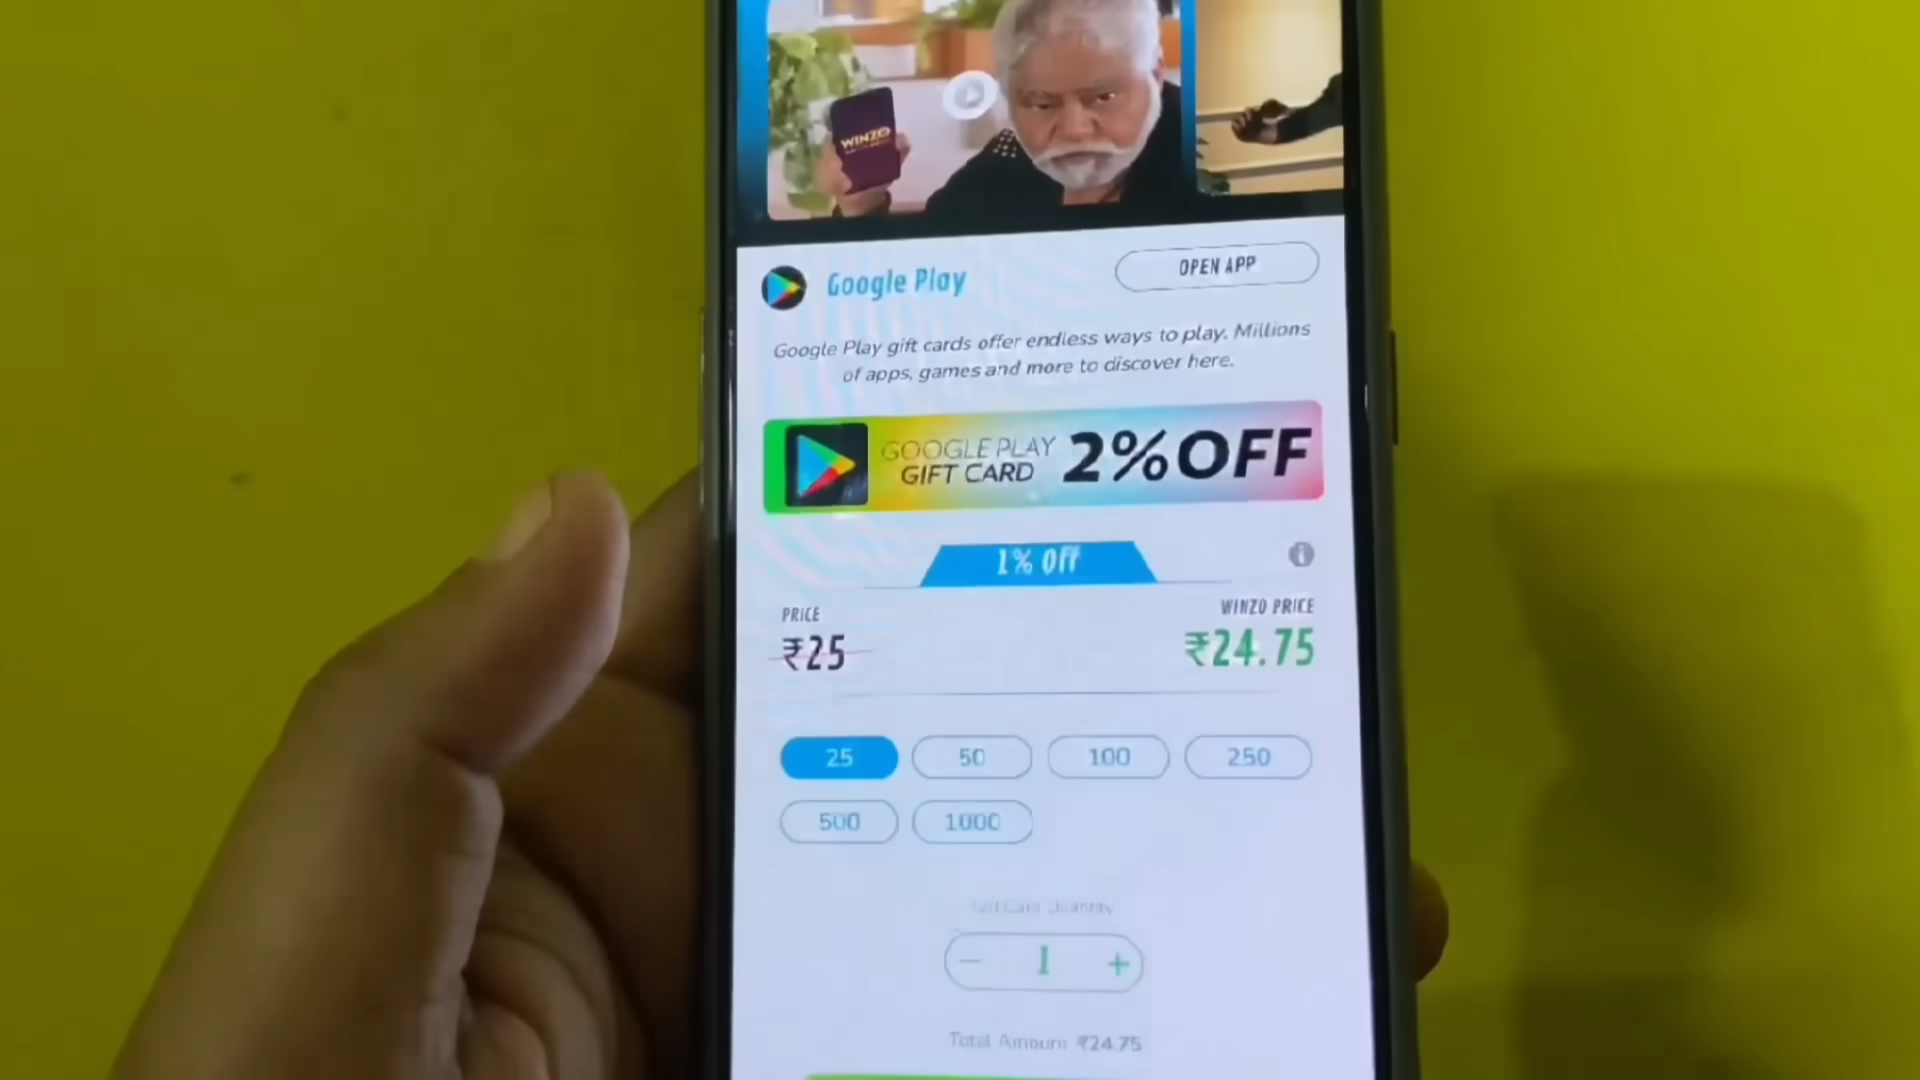 WINZO
Google Play
OPEN APP
Google Play gift cards offer endless ways to play. Millions
of apps, games and more to discover here.
GOOGLE PLAY
GIFT CARD
2% OFF
1% Off
PRICE
WINZO PRICE
₹25
₹24.75
25 50 100 250
500 1000
Quantity
− 1 +
Total Amount ₹24.75